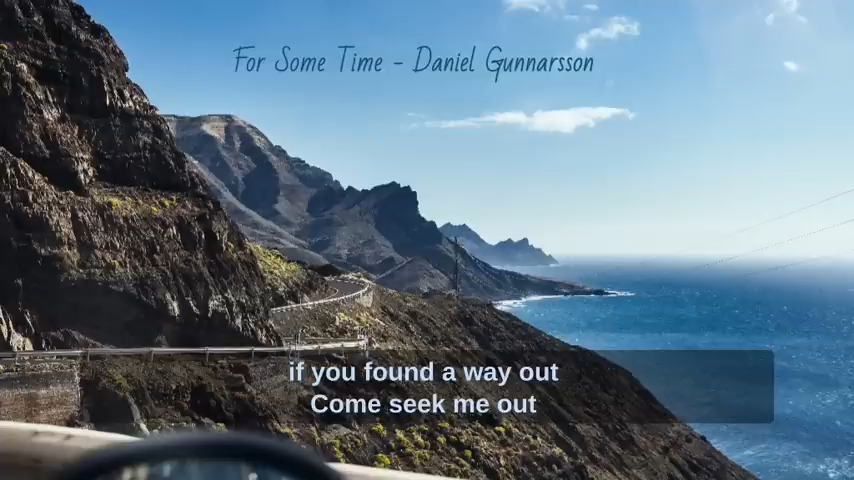 For Some Time - Daniel Gunnarsson
if you found a way out
Come seek me out